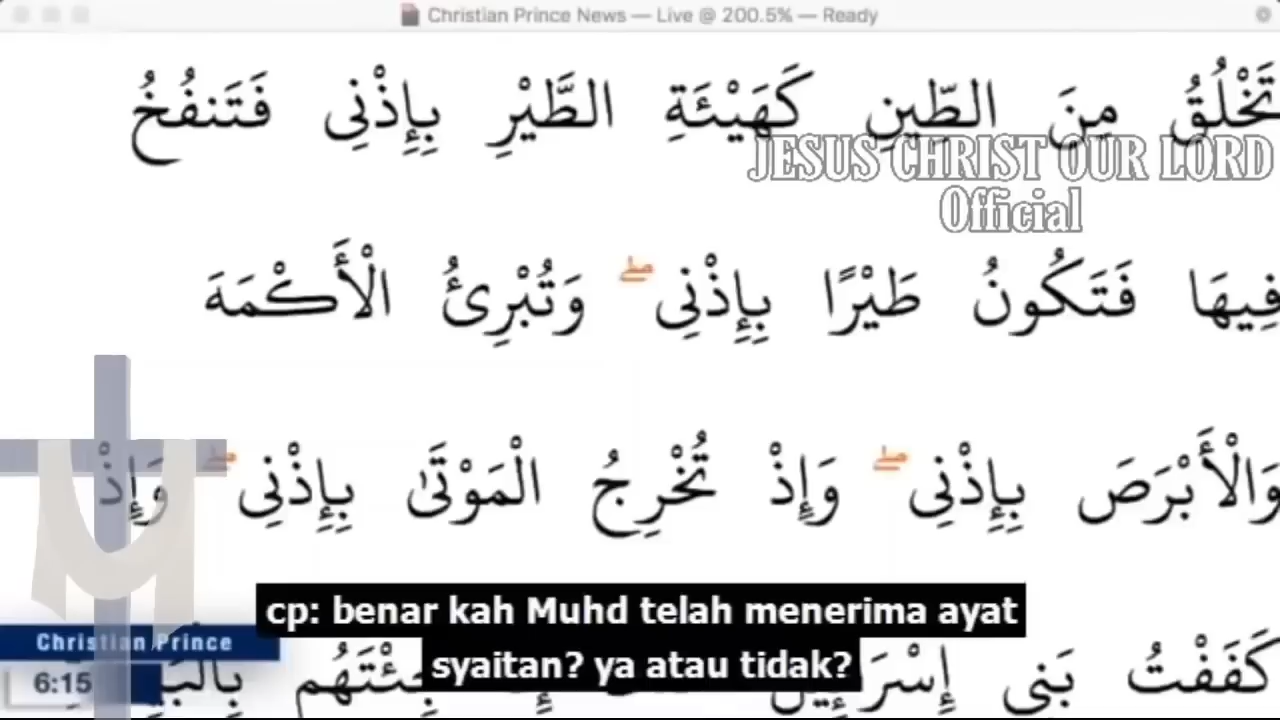 Christian Prince News — Live @ 200.5% — Ready
تَخْلُقُ مِنَ الطِّينِ كَهَيْئَةِ الطَّيْرِ بِإِذْنِى فَتَنفُخُ
JESUS CHRIST OUR LORD
Official
فِيهَا فَتَكُونُ طَيْرًۢا بِإِذْنِى ۖ وَتُبْرِئُ الْأَكْمَهَ
وَالْأَبْرَصَ بِإِذْنِى ۖ وَإِذْ تُخْرِجُ الْمَوْتَىٰ بِإِذْنِى ۖ وَإِذْ
cp: benar kah Muhd telah menerima ayat
syaitan? ya atau tidak?
Christian Prince
كَفَفْتُ بَنِى إِسْرَٰٓءِيلَ
6:15